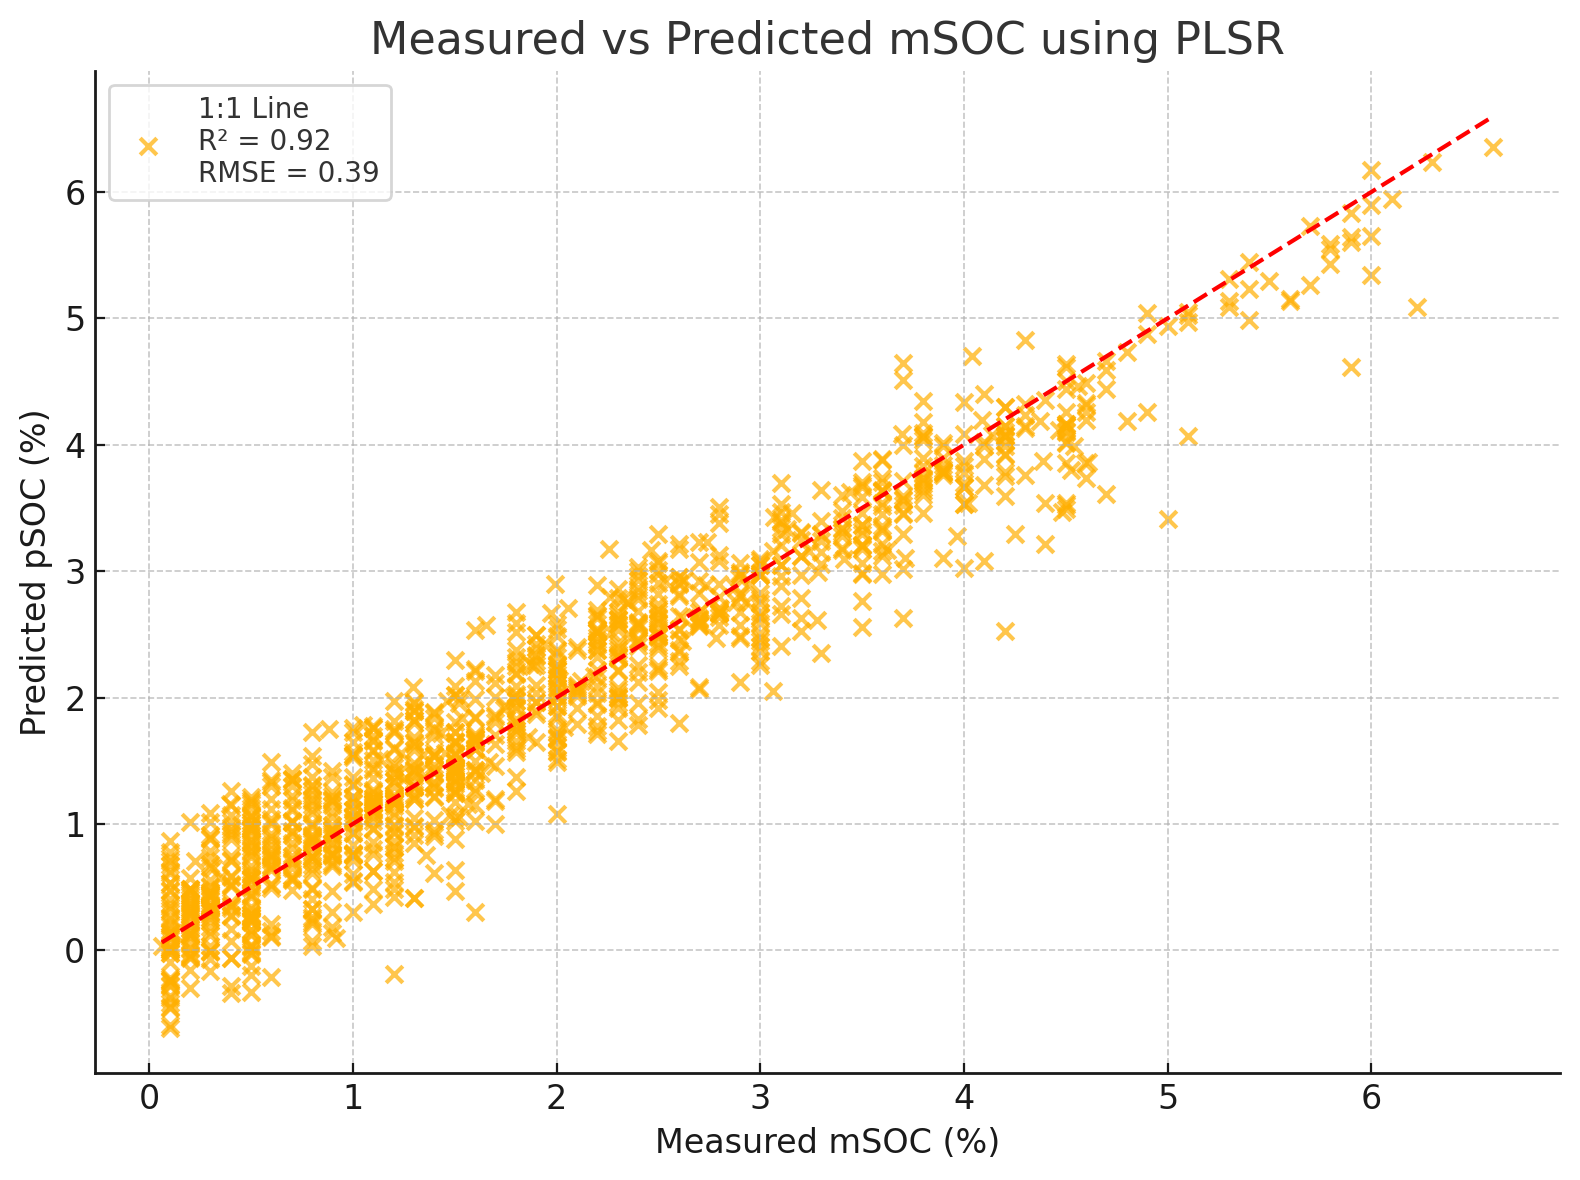 Measured vs Predicted mSOC using PLSR
1:1 Line
R² = 0.92
RMSE = 0.39
Predicted pSOC (%)
6
5
4
3
2
1
0
0 1 2 3 4 5 6
Measured mSOC (%)